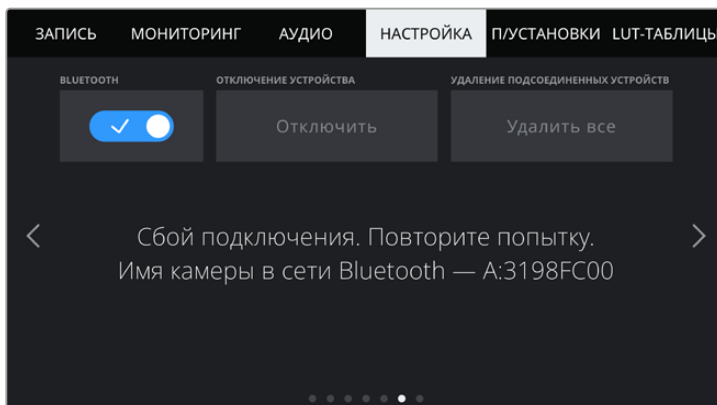 ЗАПИСЬ МОНИТОРИНГ АУДИО НАСТРОЙКА П/УСТАНОВКИ LUT-ТАБЛИЦЫ
BLUETOOTH ОТКЛЮЧЕНИЕ УСТРОЙСТВА УДАЛЕНИЕ ПОДСОЕДИНЕННЫХ УСТРОЙСТВ
Отключить Удалить все
Сбой подключения. Повторите попытку.
Имя камеры в сети Bluetooth — A:3198FC00